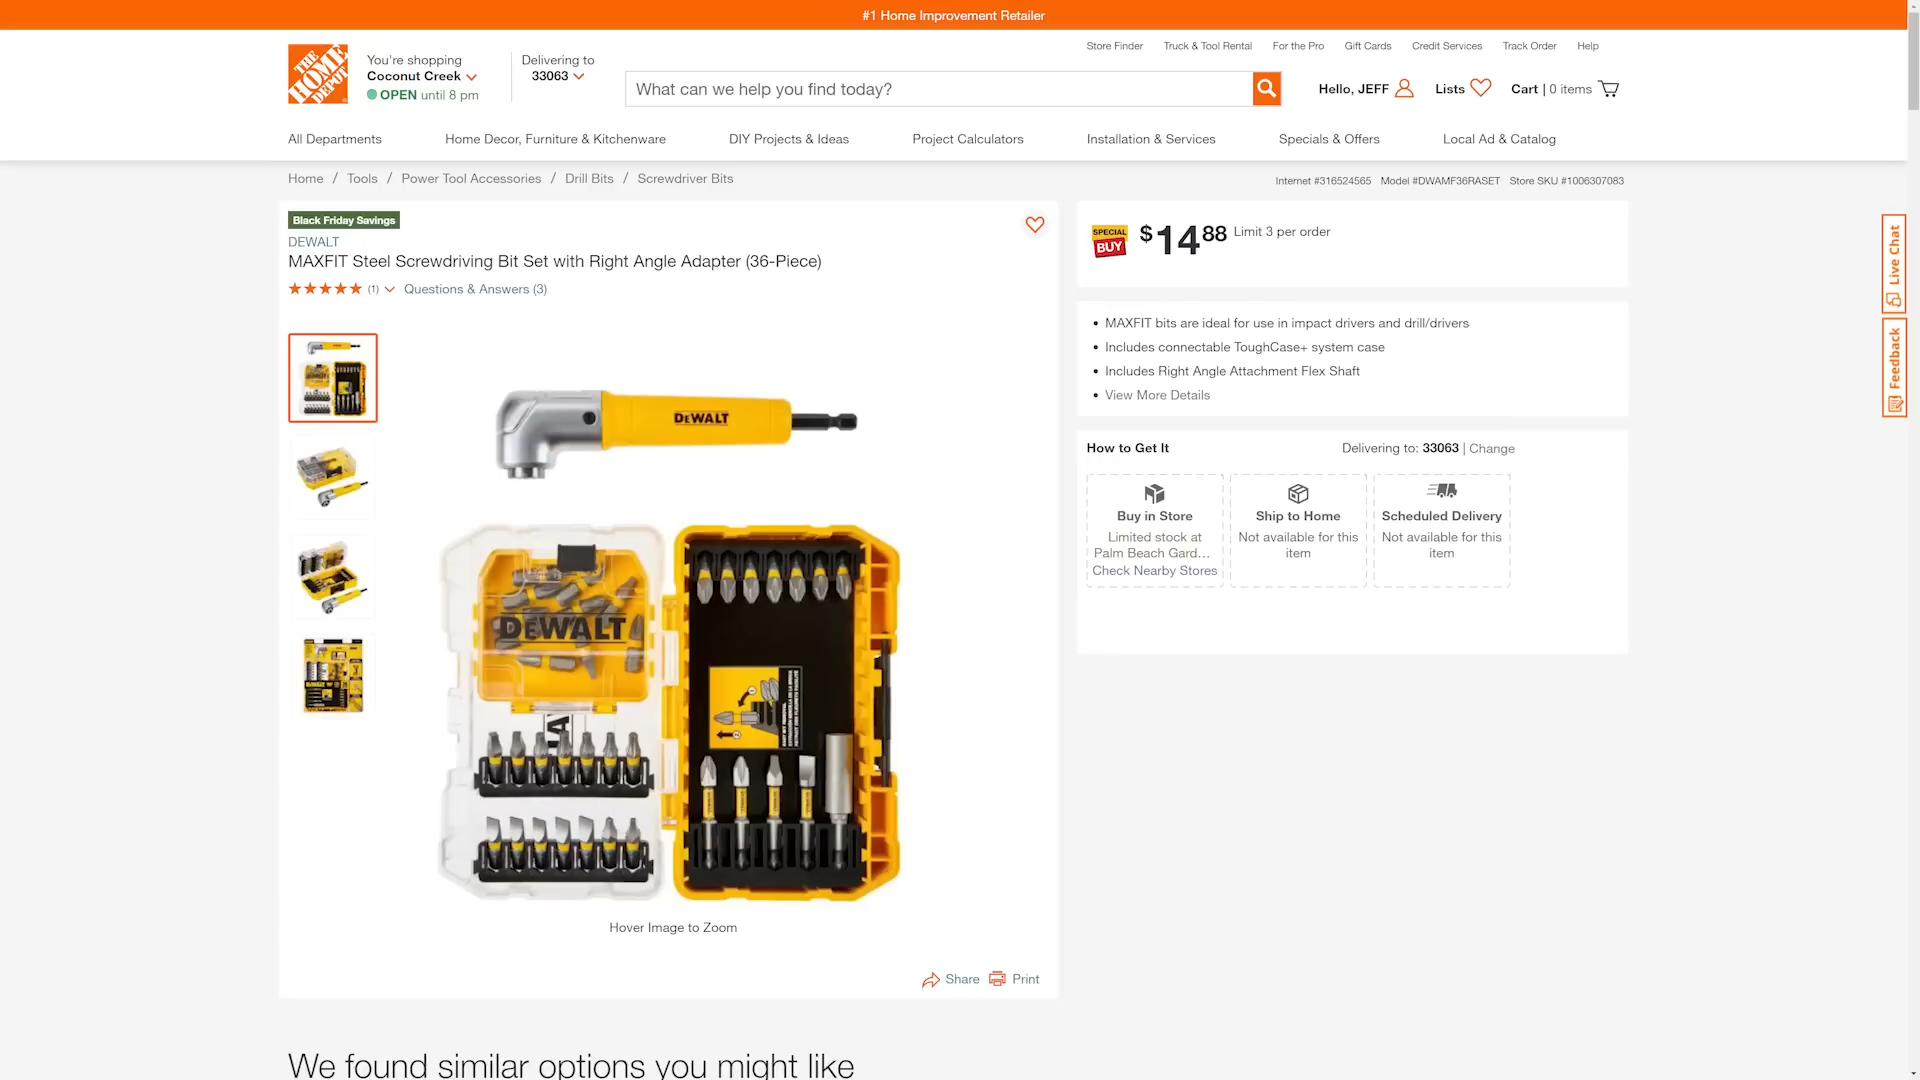 #1 Home Improvement Retailer
THE HOME DEPOT
You're shopping
Coconut Creek
OPEN until 8 pm
Delivering to
33063
Store Finder
Truck & Tool Rental
For the Pro
Gift Cards
Credit Services
Track Order
Help
What can we help you find today?
Hello, JEFF
Lists
Cart | 0 items
All Departments
Home Decor, Furniture & Kitchenware
DIY Projects & Ideas
Project Calculators
Installation & Services
Specials & Offers
Local Ad & Catalog
Home / Tools / Power Tool Accessories / Drill Bits / Screwdriver Bits
Internet #316524565 Model #DWAMF36RASET Store SKU #1006307083
Black Friday Savings
DEWALT
MAXFIT Steel Screwdriving Bit Set with Right Angle Adapter (36-Piece)
(1)
Questions & Answers (3)
DEWALT
DEWALT
Hover Image to Zoom
Share
Print
SPECIAL BUY
$14 88
Limit 3 per order
MAXFIT bits are ideal for use in impact drivers and drill/drivers
Includes connectable ToughCase+ system case
Includes Right Angle Attachment Flex Shaft
View More Details
How to Get It
Delivering to: 33063 | Change
Buy in Store
Limited stock at
Palm Beach Gard...
Check Nearby Stores
Ship to Home
Not available for this
item
Scheduled Delivery
Not available for this
item
Live Chat
Feedback
We found similar options you might like